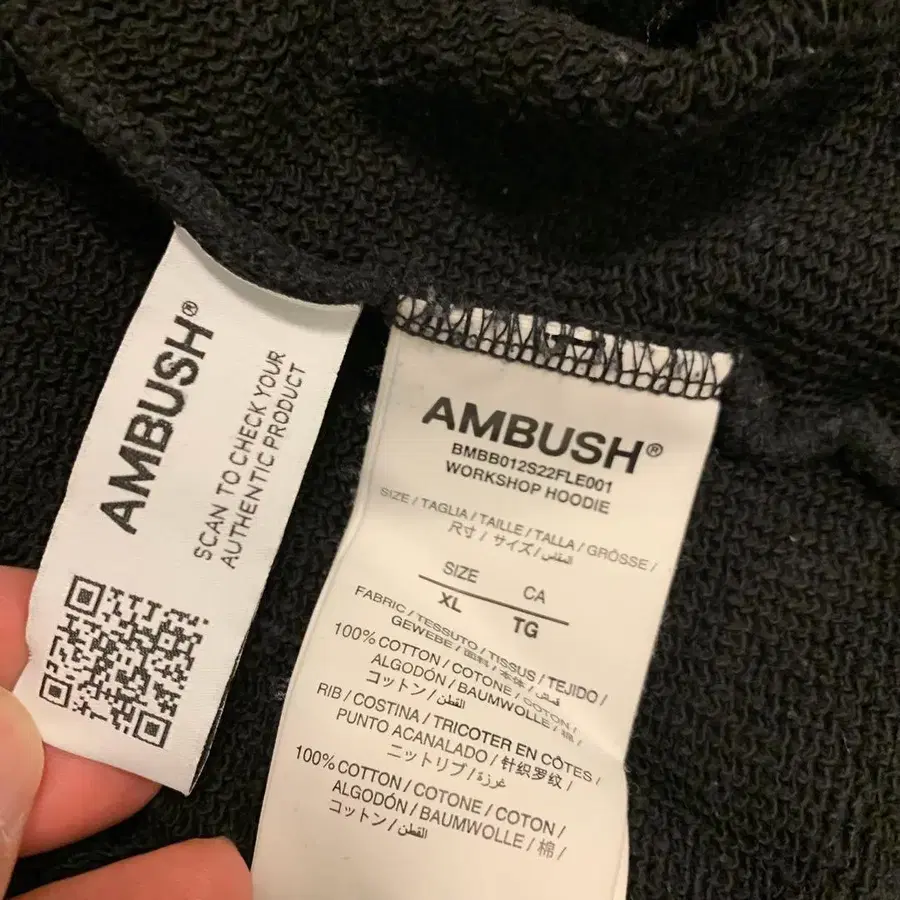 AMBUSH®
SCAN TO CHECK YOUR
AUTHENTIC PRODUCT
AMBUSH®
BMBB012S22FLE001
WORKSHOP HOODIE
SIZE / TAGLIA / TAILLE / TALLA / GRÖSSE /
尺寸 / サイズ / المقاس
SIZE CA
XL TG
FABRIC / TESSUTO / TISSUS / TEJIDO /
GEWEBE / 面料 / 本体 / قماش
100% COTTON / COTONE / COTON /
ALGODÓN / BAUMWOLLE / 棉 /
コットン / القطن
RIB / COSTINA / TRICOTER EN CÔTES /
PUNTO ACANALADO / 针织罗纹 /
ニットリブ / غرزة
100% COTTON / COTONE / COTON /
ALGODÓN / BAUMWOLLE / 棉 /
コットン / القطن